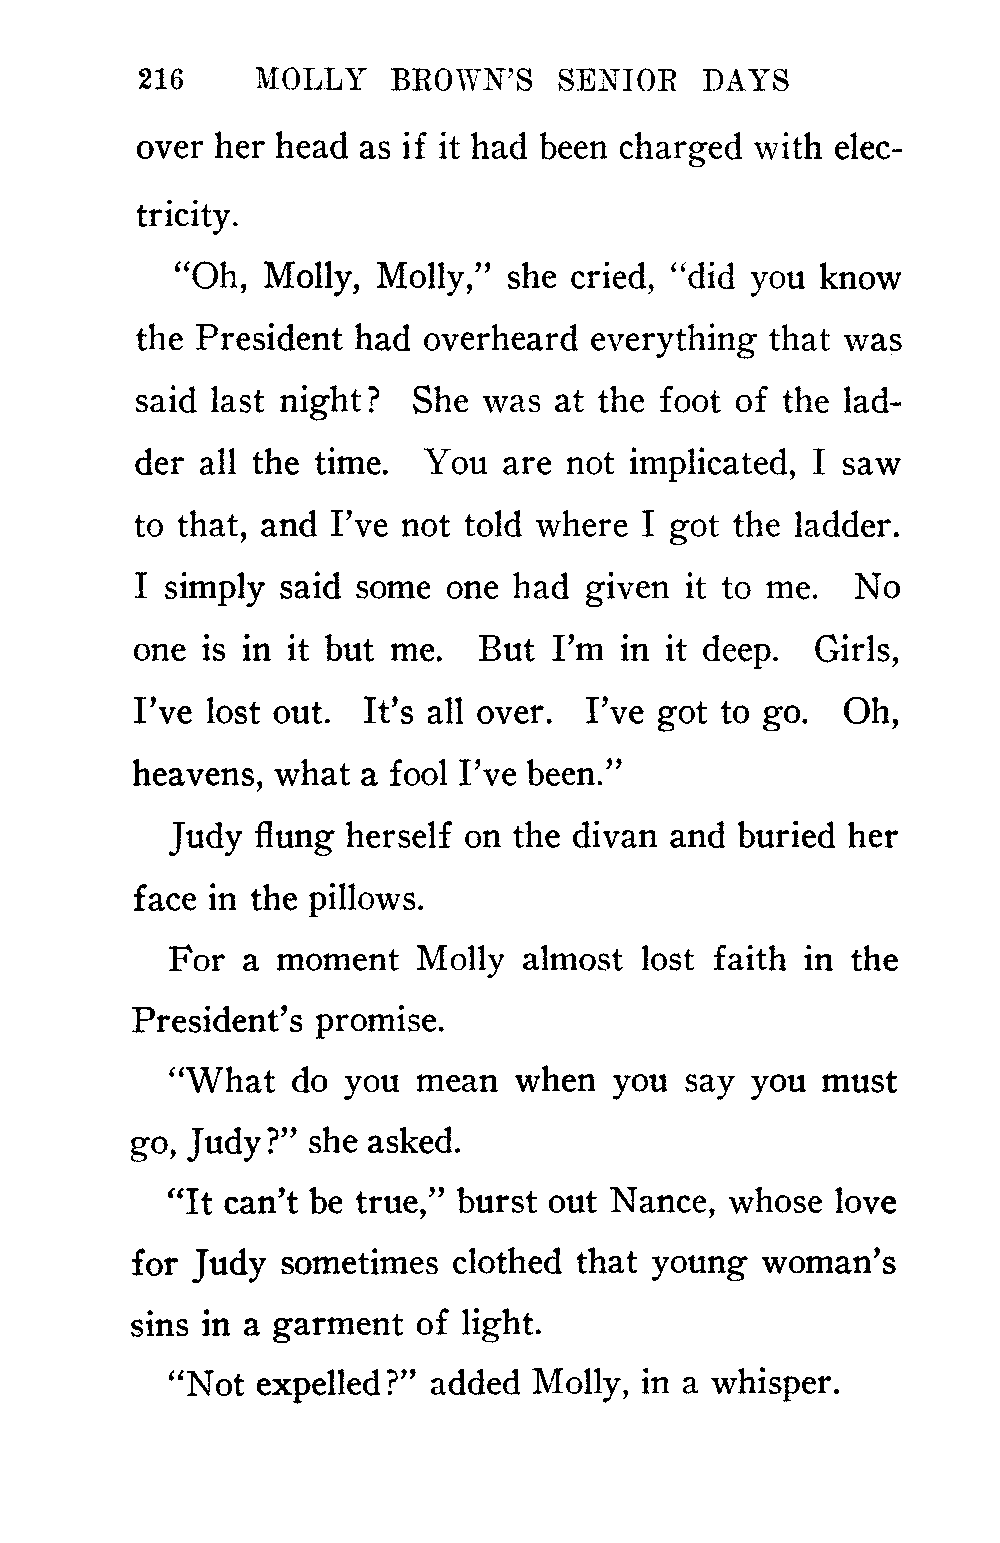 216 MOLLY BROWN'S SENIOR DAYS
over her head as if it had been charged with elec-
tricity.
“Oh, Molly, Molly,” she cried, “did you know
the President had overheard everything that was
said last night? She was at the foot of the lad-
der all the time. You are not implicated, I saw
to that, and I've not told where I got the ladder.
I simply said some one had given it to me. No
one is in it but me. But I'm in it deep. Girls,
I've lost out. It's all over. I've got to go. Oh,
heavens, what a fool I've been.”
Judy flung herself on the divan and buried her
face in the pillows.
For a moment Molly almost lost faith in the
President's promise.
“What do you mean when you say you must
go, Judy?” she asked.
“It can't be true,” burst out Nance, whose love
for Judy sometimes clothed that young woman's
sins in a garment of light.
“Not expelled?” added Molly, in a whisper.